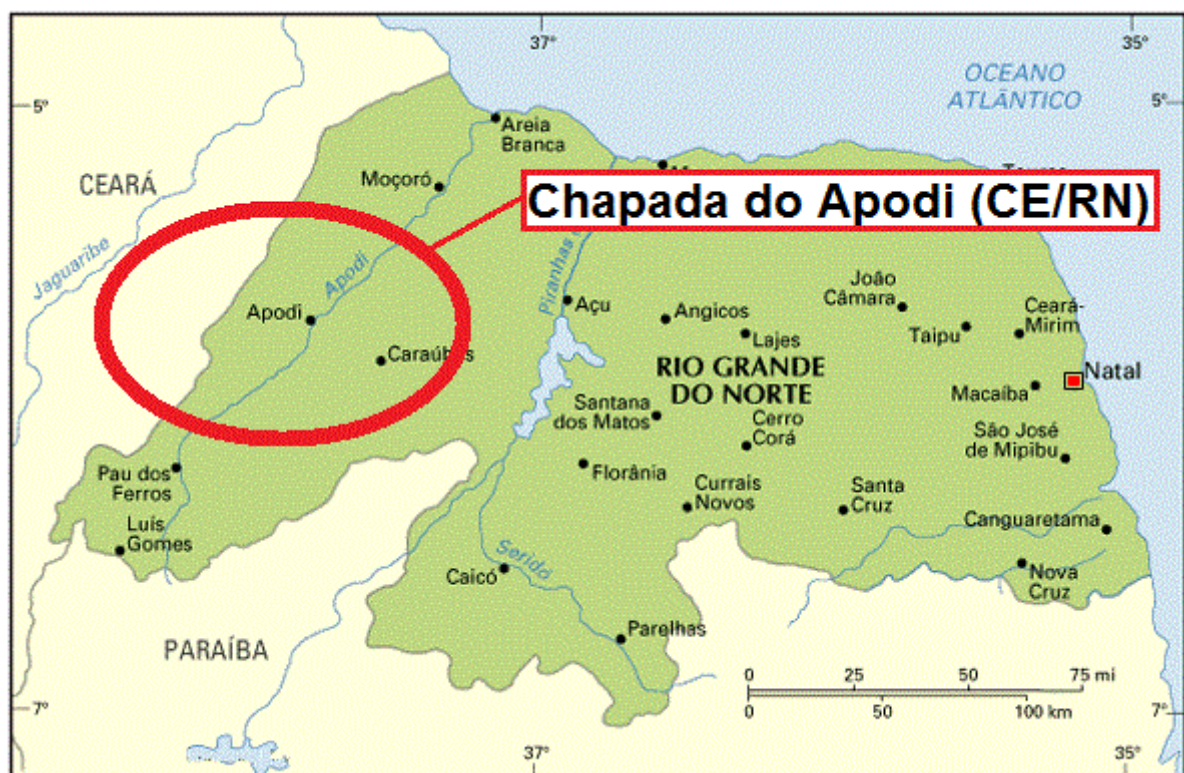 37°
35°
OCEANO
ATLÂNTICO
5°
5°
Areia
Branca
CEARÁ
Moçoró
Chapada do Apodi (CE/RN)
Jaguaribe
Apodi
Piranhas
João
Câmara
Açu
Apodi
Angicos
Ceará-
Mirim
Taipu
Lajes
Caraúbas
RIO GRANDE
DO NORTE
Natal
Macaíba
Santana
dos Matos
Cerro
Corá
São José
de Mipibu
Pau dos
Ferros
Florânia
Currais
Novos
Santa
Cruz
Canguaretama
Luís
Gomes
Seridó
Caicó
Nova
Cruz
PARAÍBA
Parelhas
0 25 50 75 mi
0 50 100 km
7°
7°
37°
35°